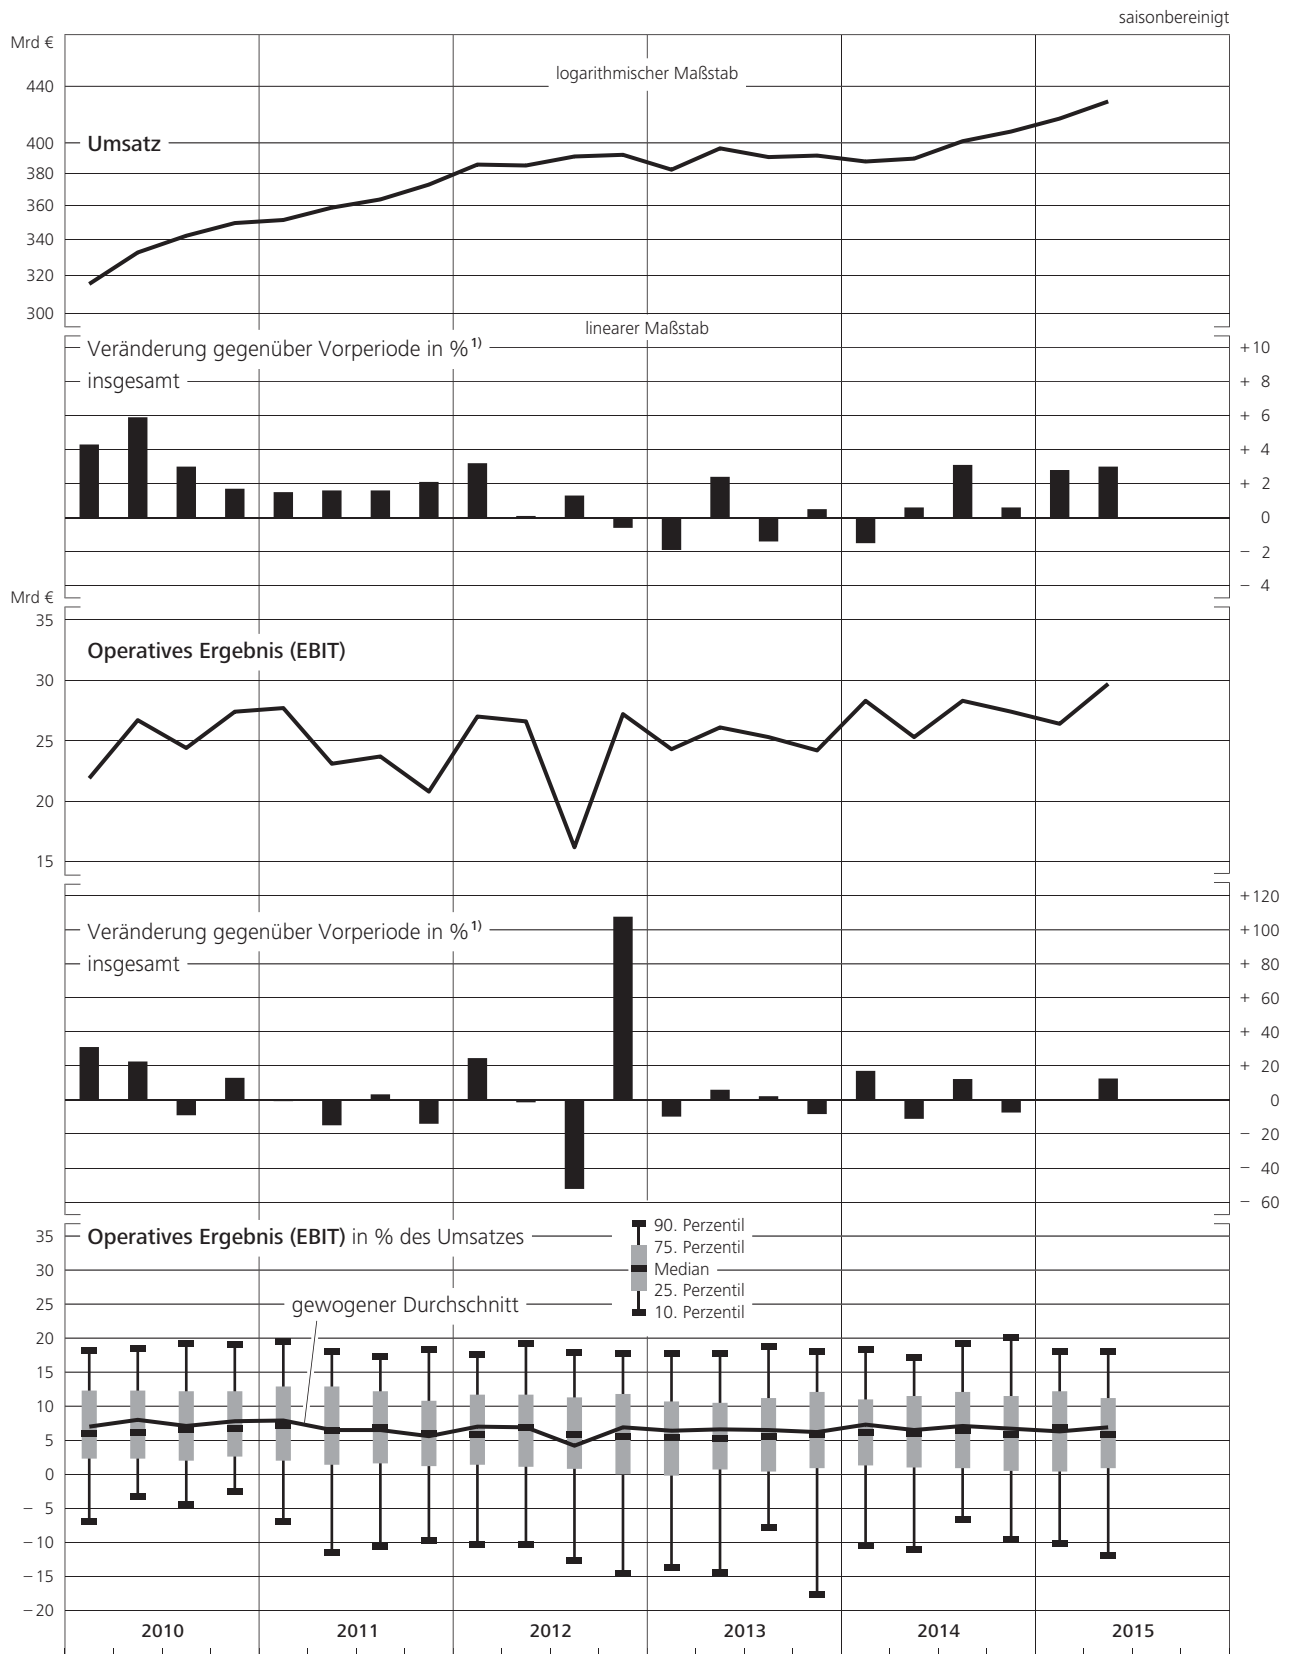 saisonbereinigt
Mrd €
logarithmischer Maßstab
440
Umsatz
400
380
360
340
320
300
linearer Maßstab
Veränderung gegenüber Vorperiode in %1)
+10
insgesamt
+ 8
+ 6
+ 4
+ 2
0
− 2
− 4
Mrd €
35
Operatives Ergebnis (EBIT)
30
25
20
15
+120
Veränderung gegenüber Vorperiode in %1)
+100
insgesamt
+ 80
+ 60
+ 40
+ 20
0
− 20
− 40
− 60
90. Perzentil
35
Operatives Ergebnis (EBIT) in % des Umsatzes
75. Perzentil
30
Median
25. Perzentil
25
gewogener Durchschnitt
10. Perzentil
20
15
10
5
0
− 5
−10
−15
−20
2010 2011 2012 2013 2014 2015